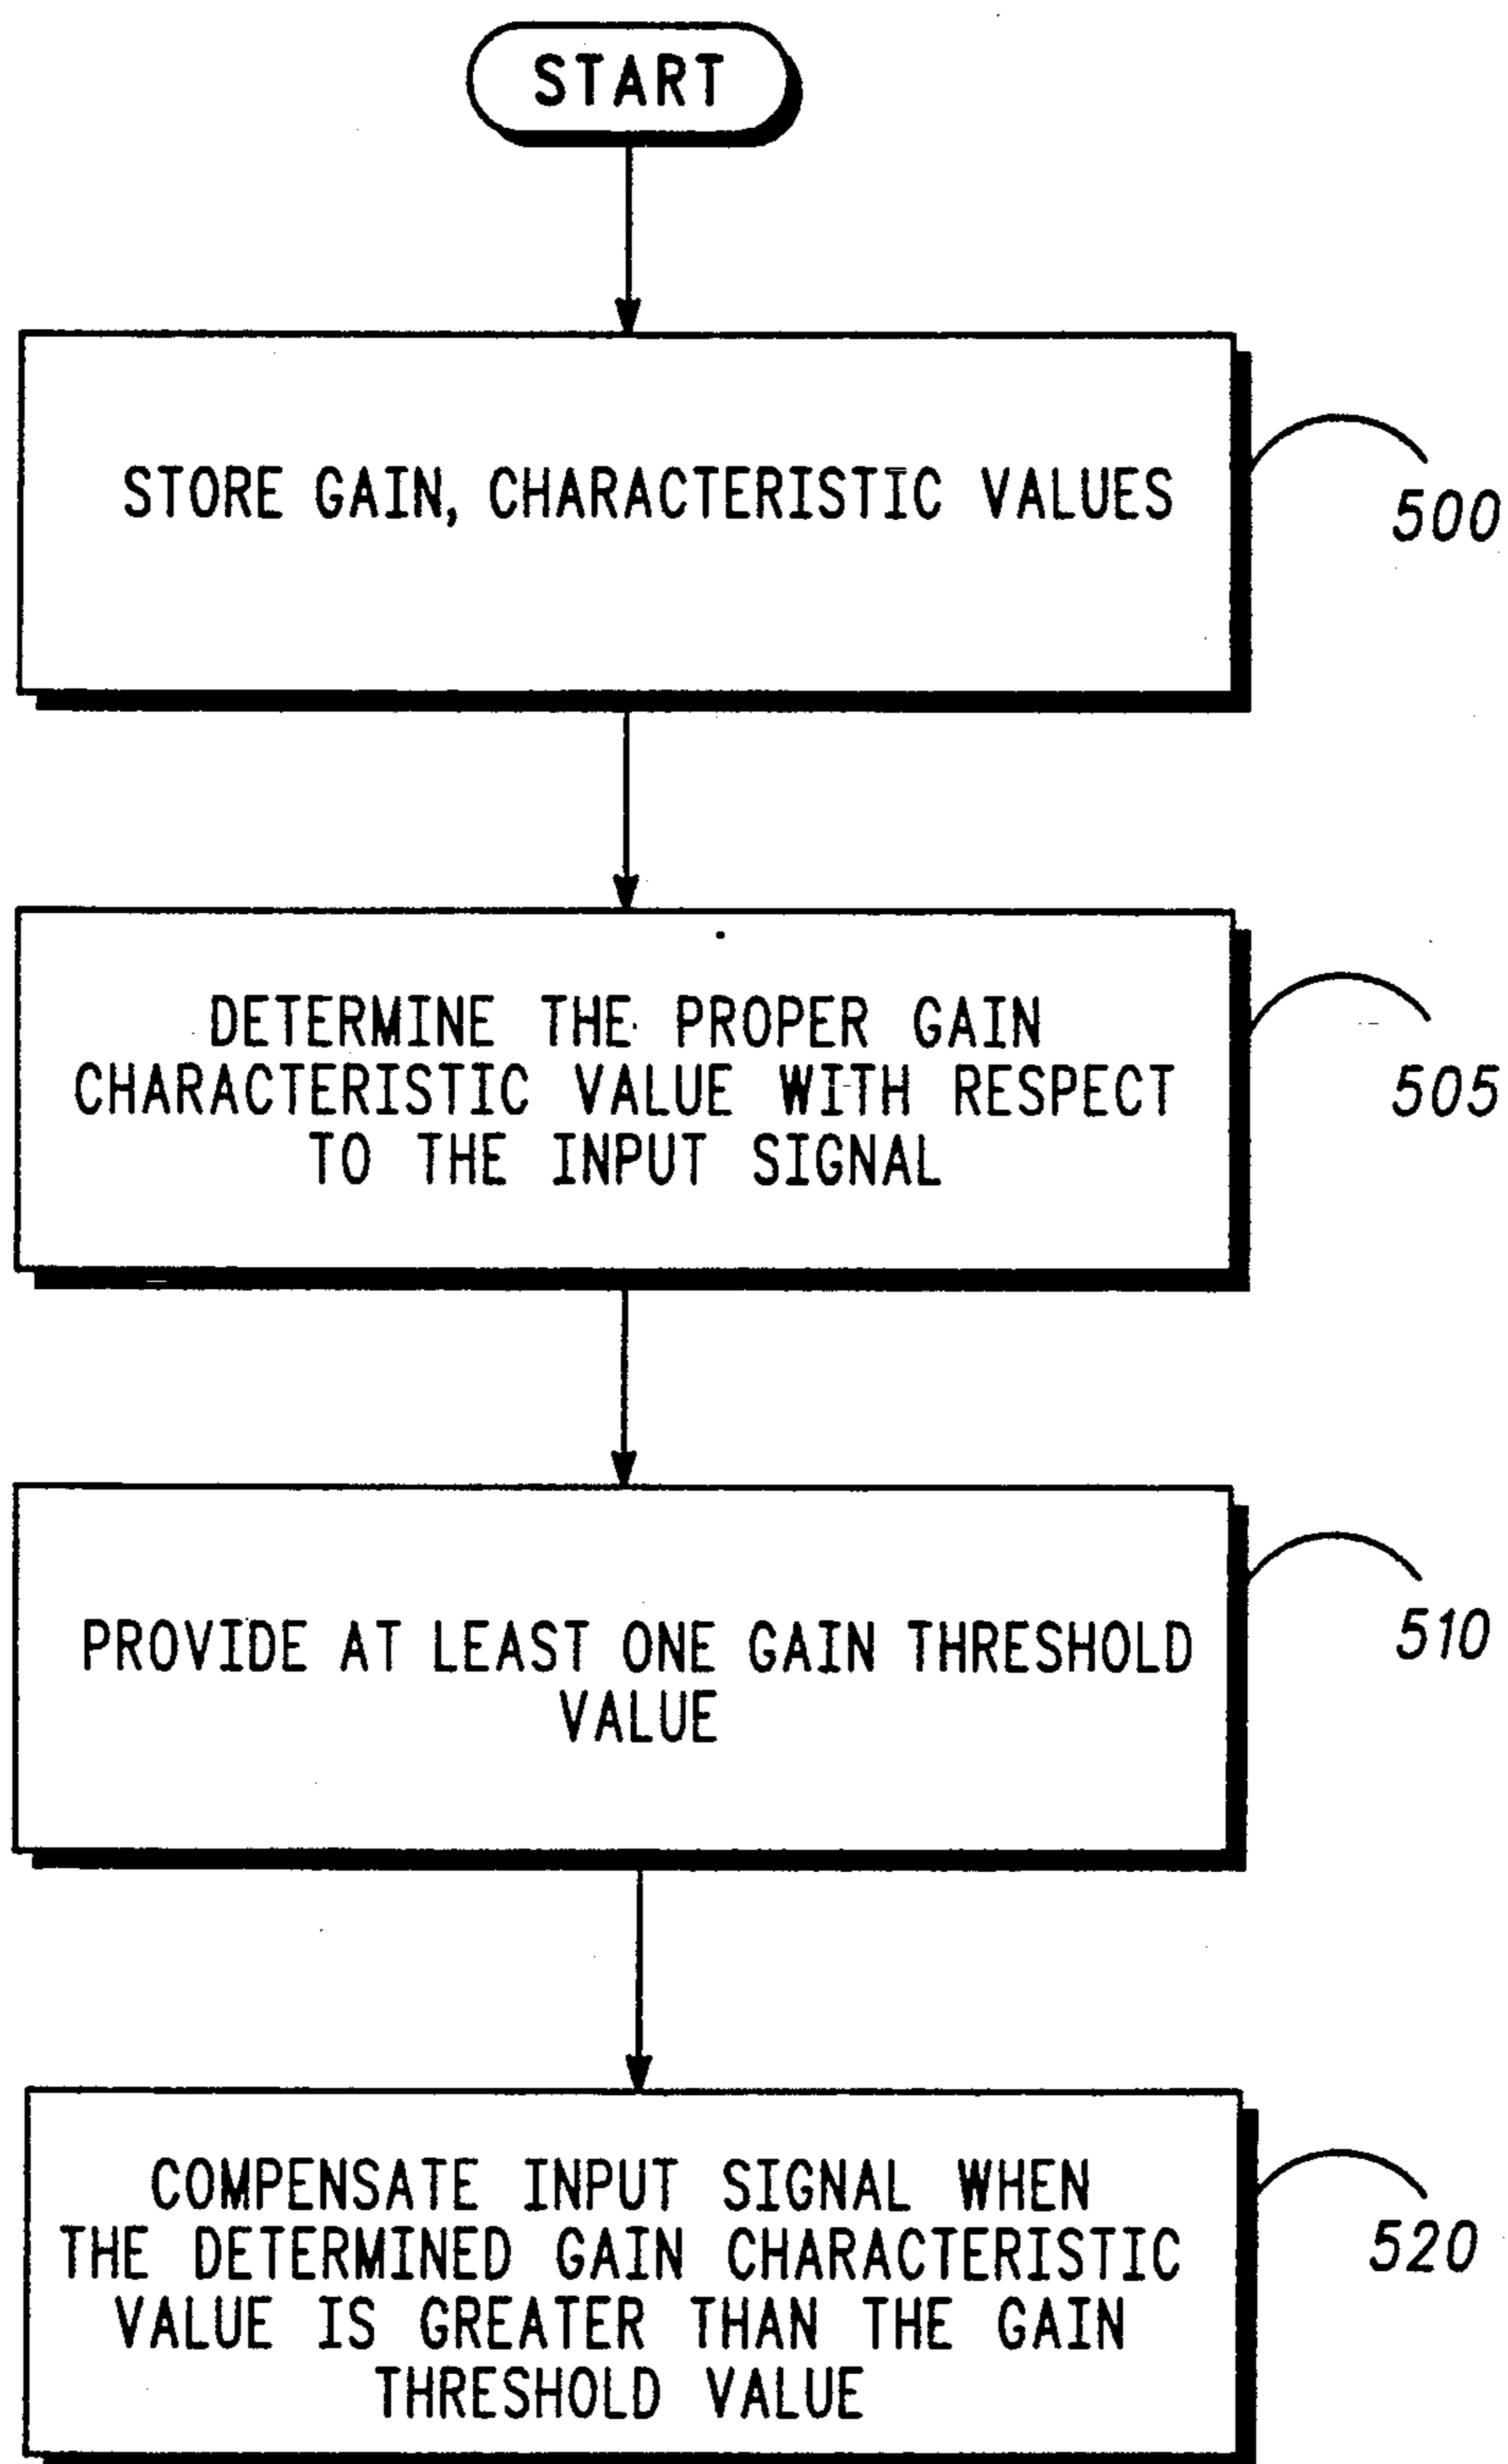 START
STORE GAIN, CHARACTERISTIC VALUES
500
DETERMINE THE PROPER GAIN
CHARACTERISTIC VALUE WITH RESPECT
TO THE INPUT SIGNAL
505
PROVIDE AT LEAST ONE GAIN THRESHOLD
VALUE
510
COMPENSATE INPUT SIGNAL WHEN
THE DETERMINED GAIN CHARACTERISTIC
VALUE IS GREATER THAN THE GAIN
THRESHOLD VALUE
520